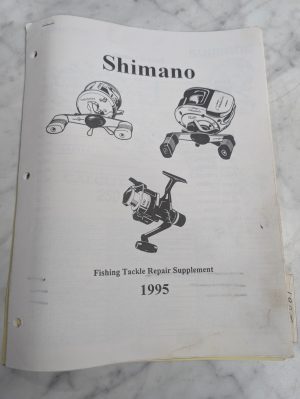 Shimano
Fishing Tackle Repair Supplement
1995